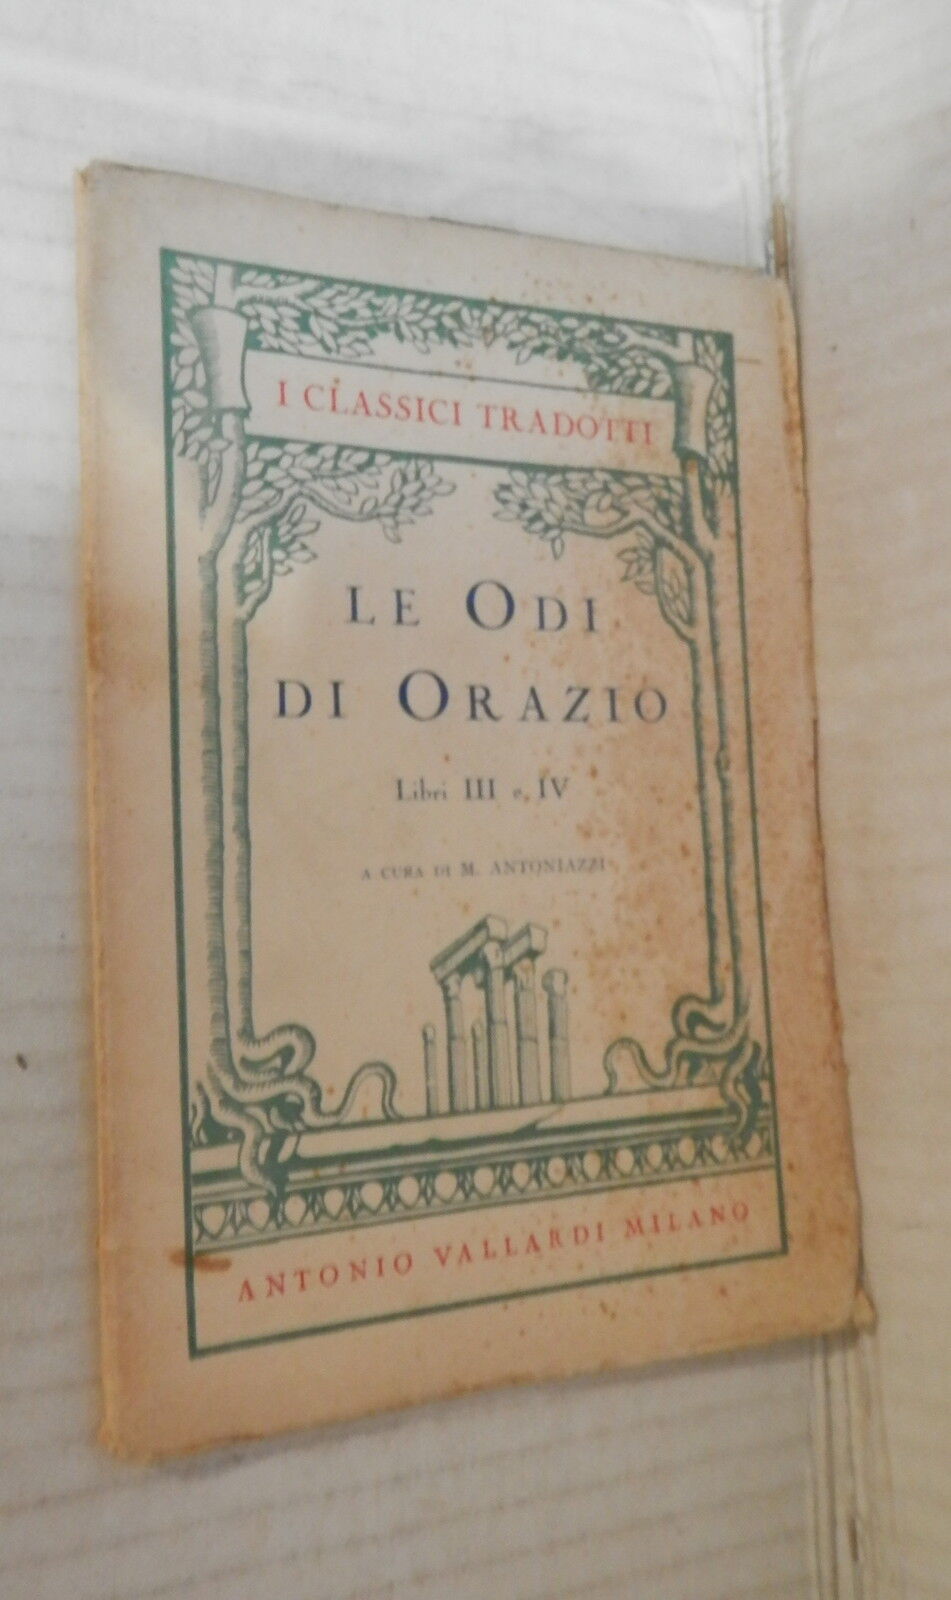 I CLASSICI TRADOTTI
LE ODI
DI ORAZIO
Libri III e IV
A CURA DI M. ANTONIAZZI
ANTONIO VALLARDI MILANO